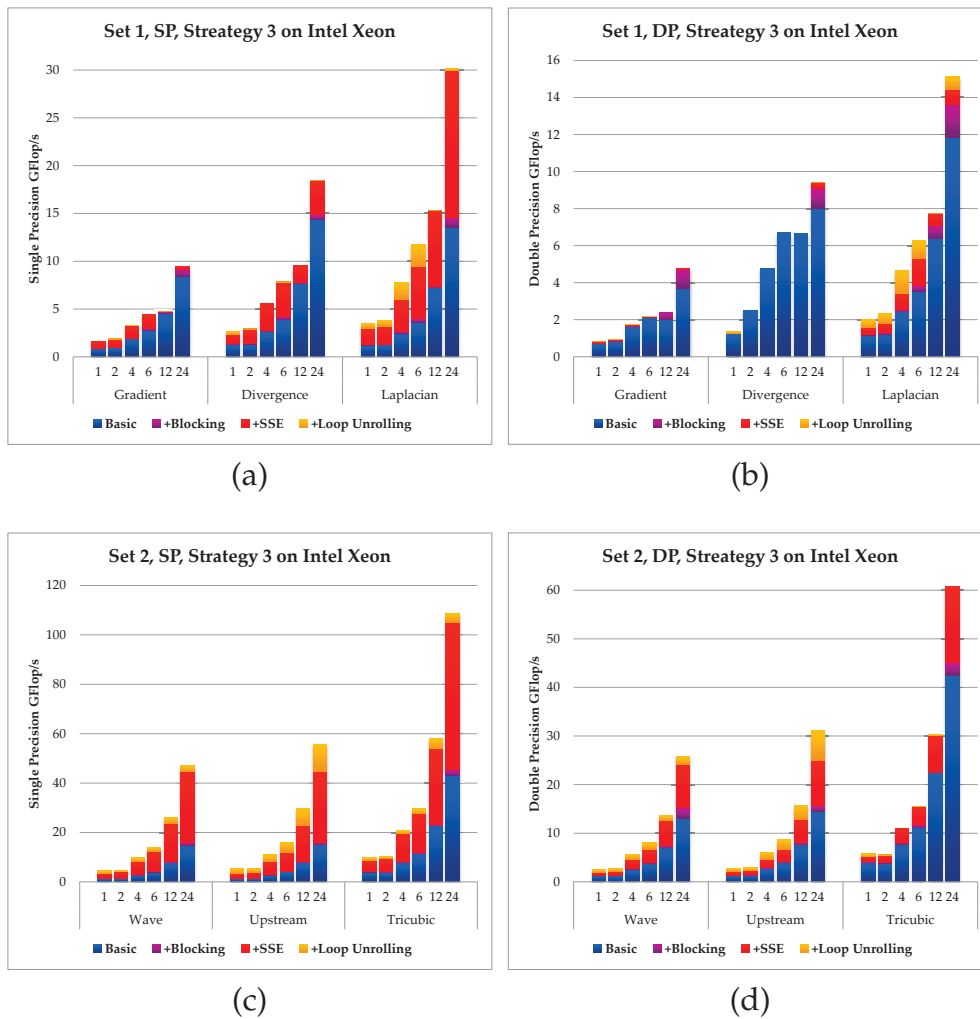 Set 1, SP, Streategy 3 on Intel Xeon
Single Precision GFlop/s
30
25
20
15
10
5
0
1 2 4 6 12 24 1 2 4 6 12 24 1 2 4 6 12 24
Gradient Divergence Laplacian
Basic +Blocking +SSE +Loop Unrolling
(a)
Set 1, DP, Streategy 3 on Intel Xeon
Double Precision GFlop/s
16
14
12
10
8
6
4
2
0
1 2 4 6 12 24 1 2 4 6 12 24 1 2 4 6 12 24
Gradient Divergence Laplacian
Basic +Blocking +SSE +Loop Unrolling
(b)
Set 2, SP, Strategy 3 on Intel Xeon
Single Precision GFlop/s
120
100
80
60
40
20
0
1 2 4 6 12 24 1 2 4 6 12 24 1 2 4 6 12 24
Wave Upstream Tricubic
Basic +Blocking +SSE +Loop Unrolling
(c)
Set 2, DP, Streategy 3 on Intel Xeon
Double Precision GFlop/s
60
50
40
30
20
10
0
1 2 4 6 12 24 1 2 4 6 12 24 1 2 4 6 12 24
Wave Upstream Tricubic
Basic +Blocking +SSE +Loop Unrolling
(d)